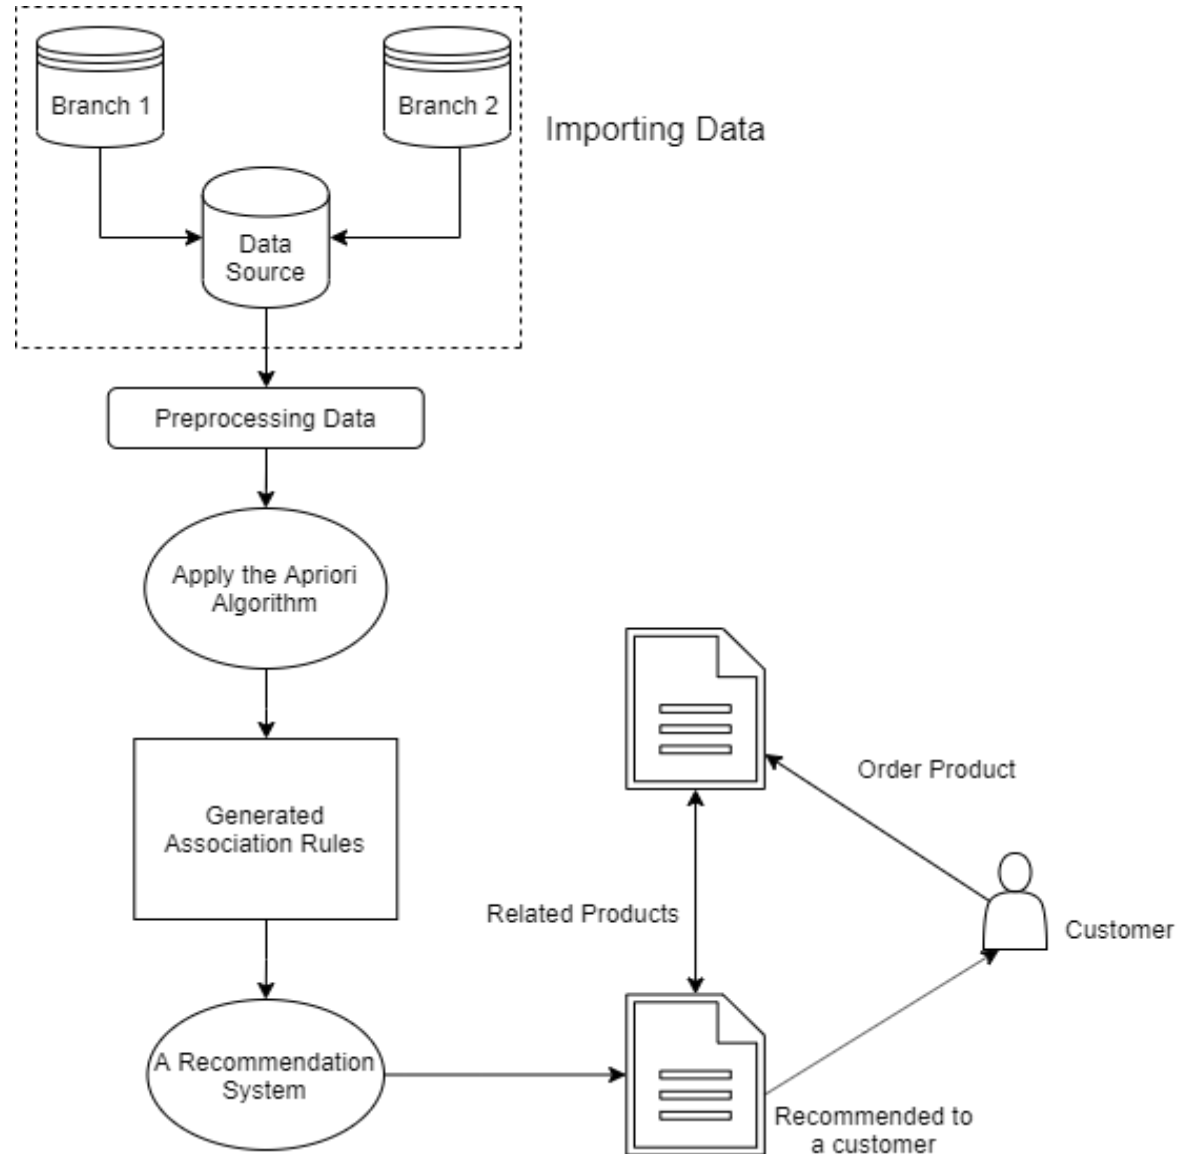 Branch 1
Branch 2
Importing Data
Data
Source
Preprocessing Data
Apply the Apriori
Algorithm
Generated
Association Rules
A Recommendation
System
Order Product
Related Products
Customer
Recommended to
a customer